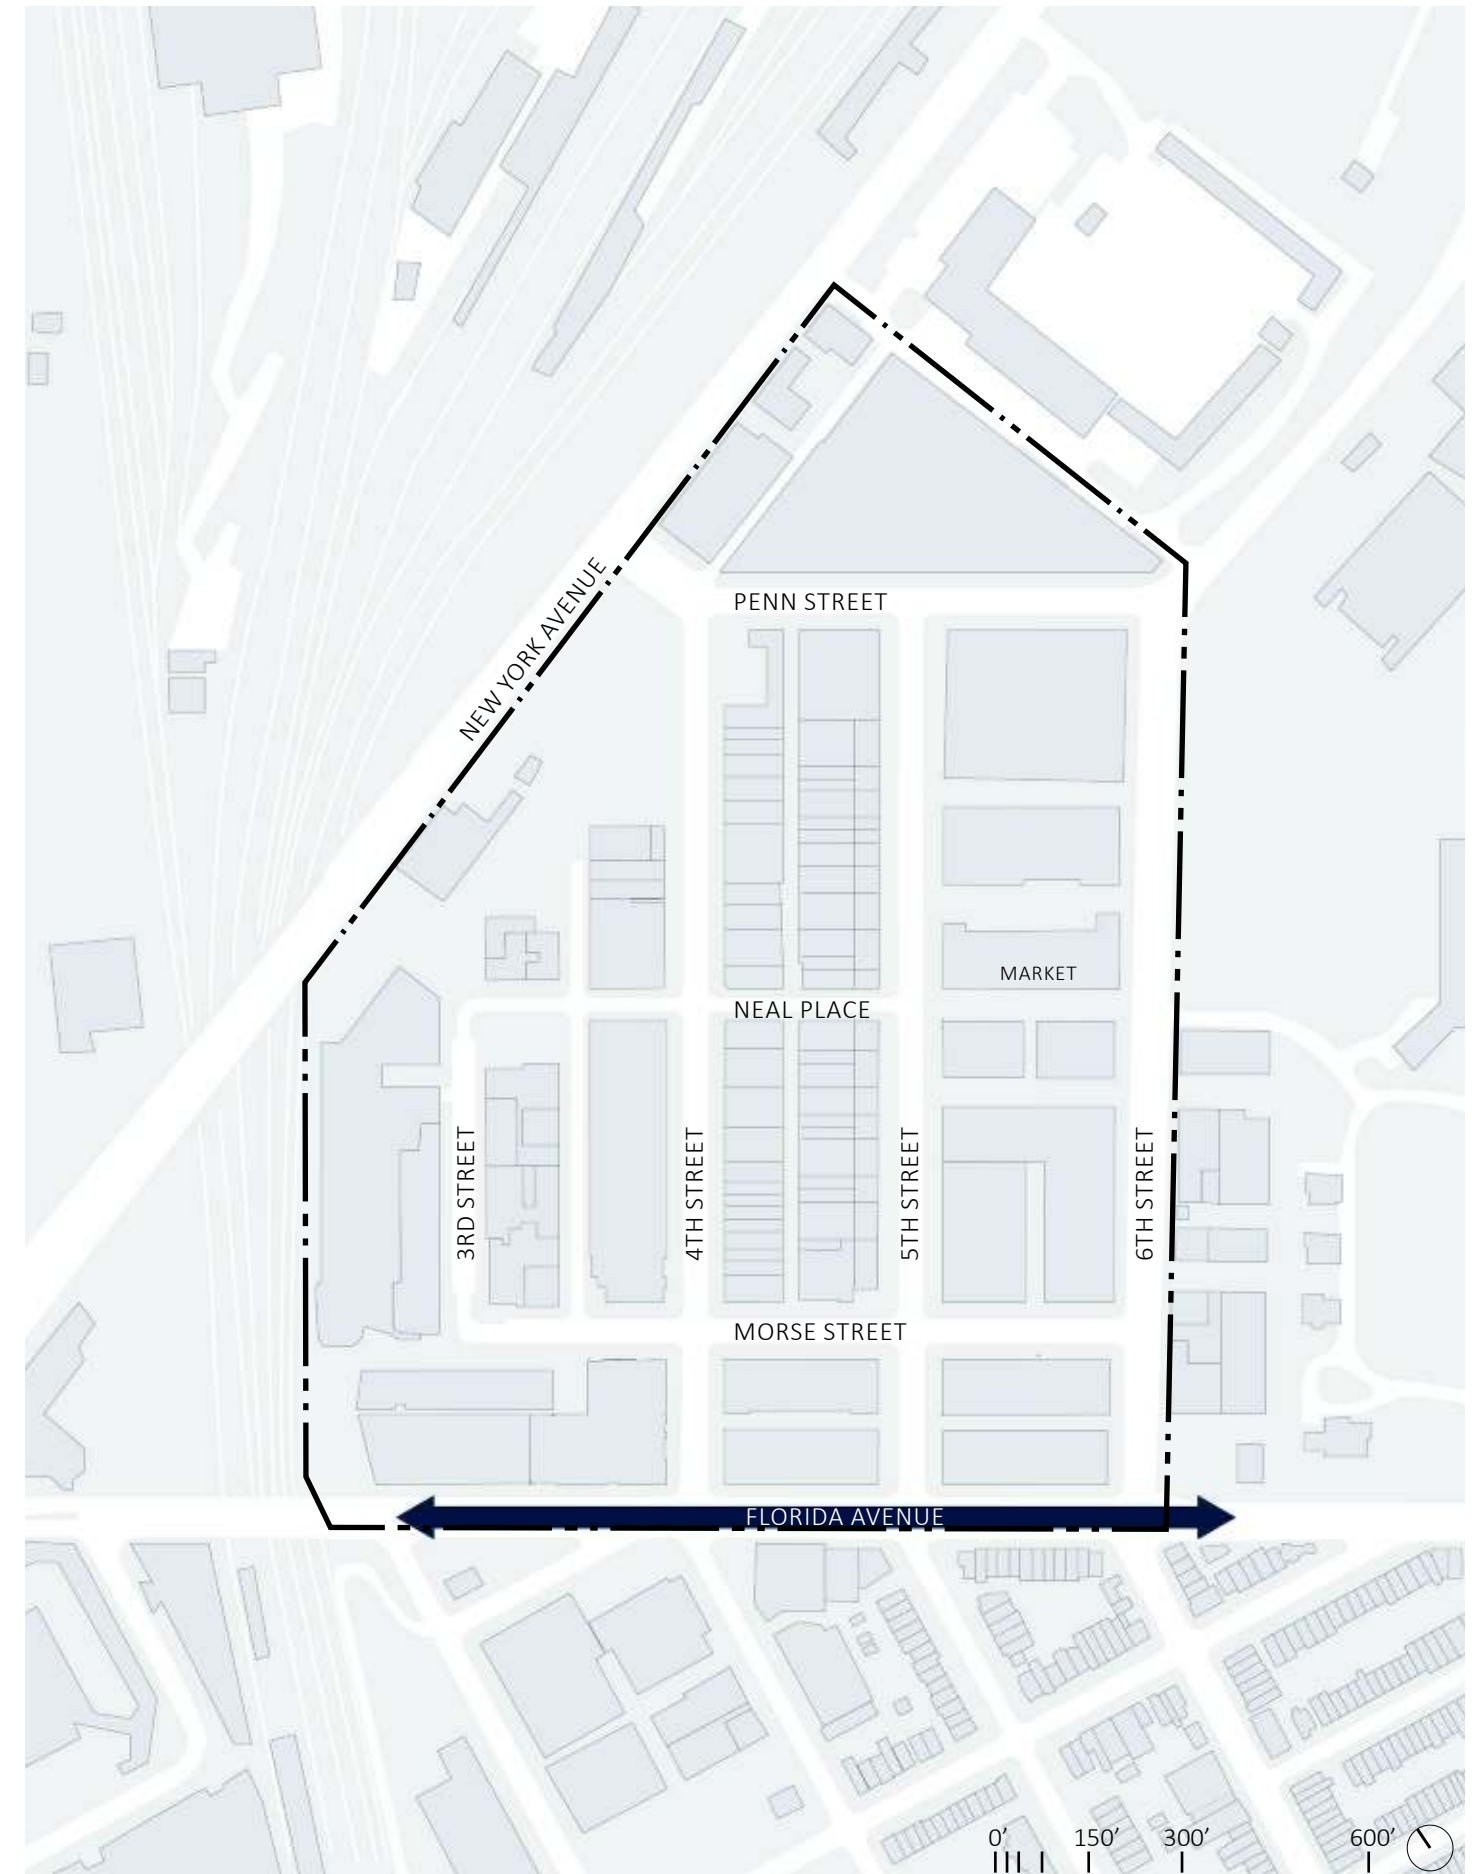 PENN STREET
NEW YORK AVENUE
MARKET
NEAL PLACE
3RD STREET
4TH STREET
5TH STREET
6TH STREET
MORSE STREET
FLORIDA AVENUE
0’ 150’ 300’ 600’